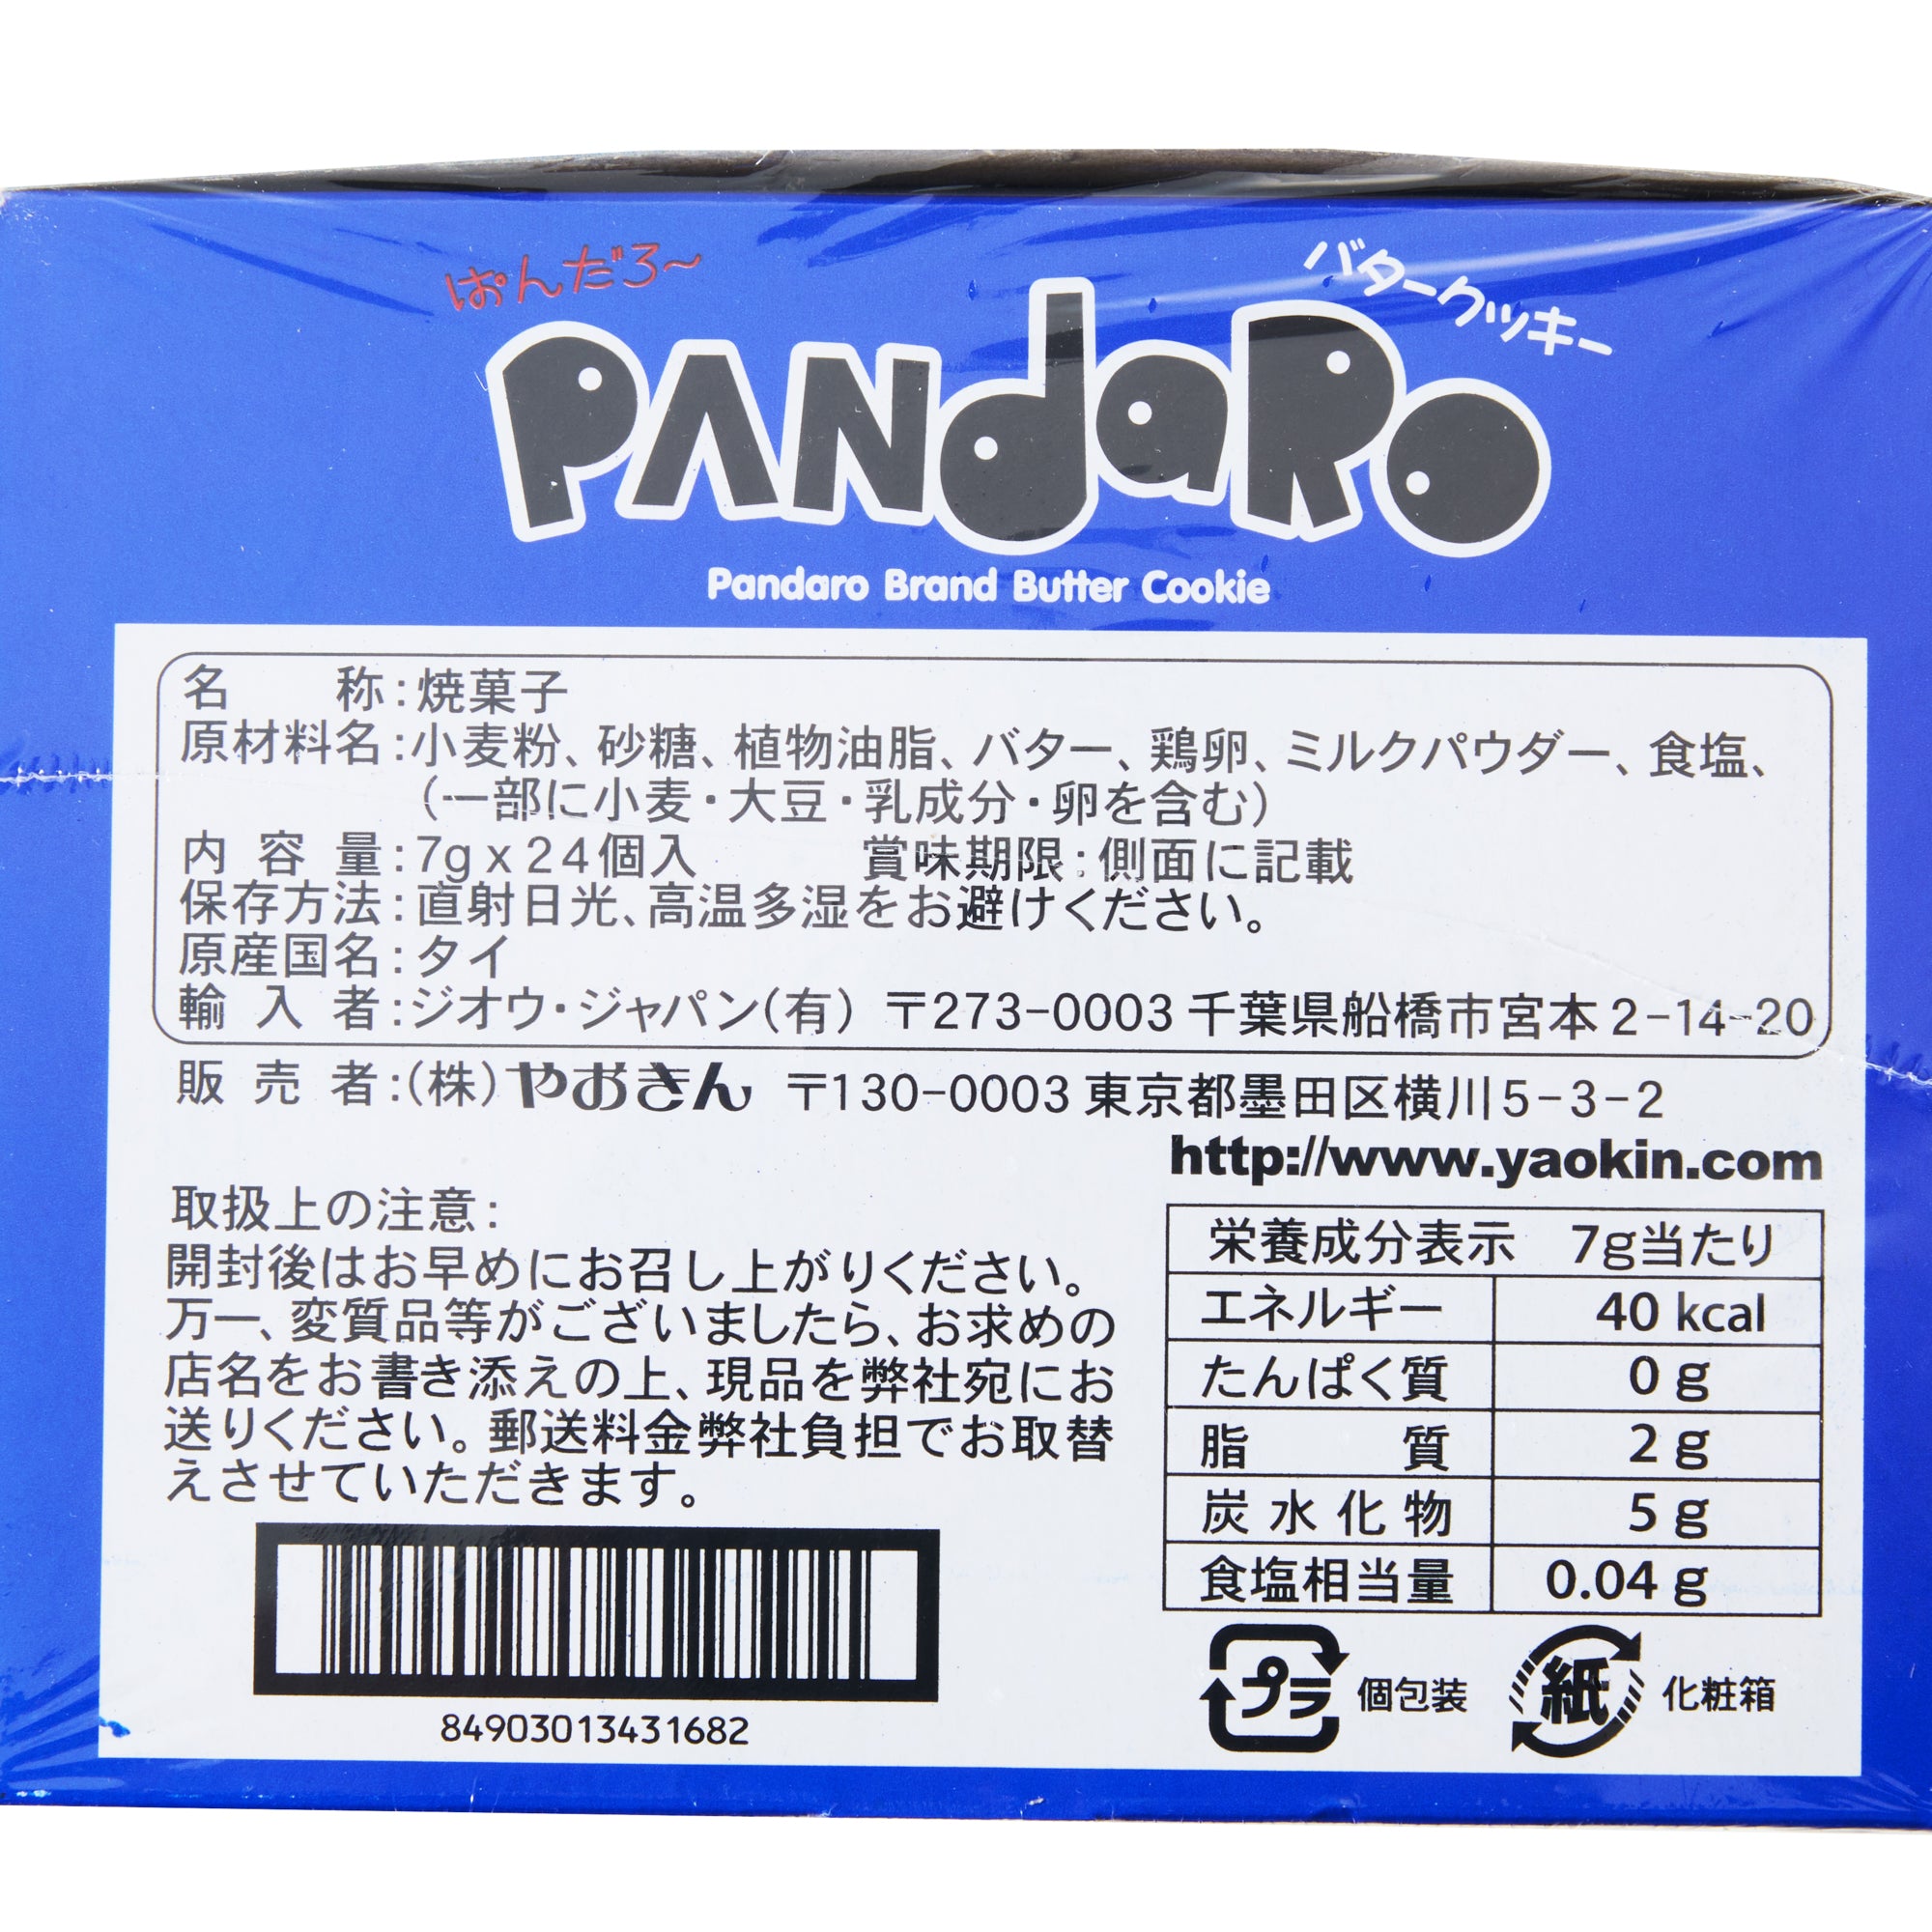 ぱんだろ～
バタークッキー
PANdaRo
Pandaro Brand Butter Cookie
名　　称：焼菓子
原材料名：小麦粉、砂糖、植物油脂、バター、鶏卵、ミルクパウダー、食塩、
（一部に小麦・大豆・乳成分・卵を含む）
内 容 量：7g x 24個入　　賞味期限：側面に記載
保存方法：直射日光、高温多湿をお避けください。
原産国名：タイ
輸 入 者：ジオウ・ジャパン（有） 〒273-0003 千葉県船橋市宮本2-14-20
販 売 者：（株）やおきん 〒130-0003 東京都墨田区横川5-3-2
http://www.yaokin.com
取扱上の注意：
開封後はお早めにお召し上がりください。
万一、変質品等がございましたら、お求めの
店名をお書き添えの上、現品を弊社宛にお
送りください。郵送料金弊社負担でお取替
えさせていただきます。
栄養成分表示　7g当たり
エネルギー 40 kcal
たんぱく質 0 g
脂　　質 2 g
炭水化物 5 g
食塩相当量 0.04 g
84903013431682
プラ 個包装 紙 化粧箱